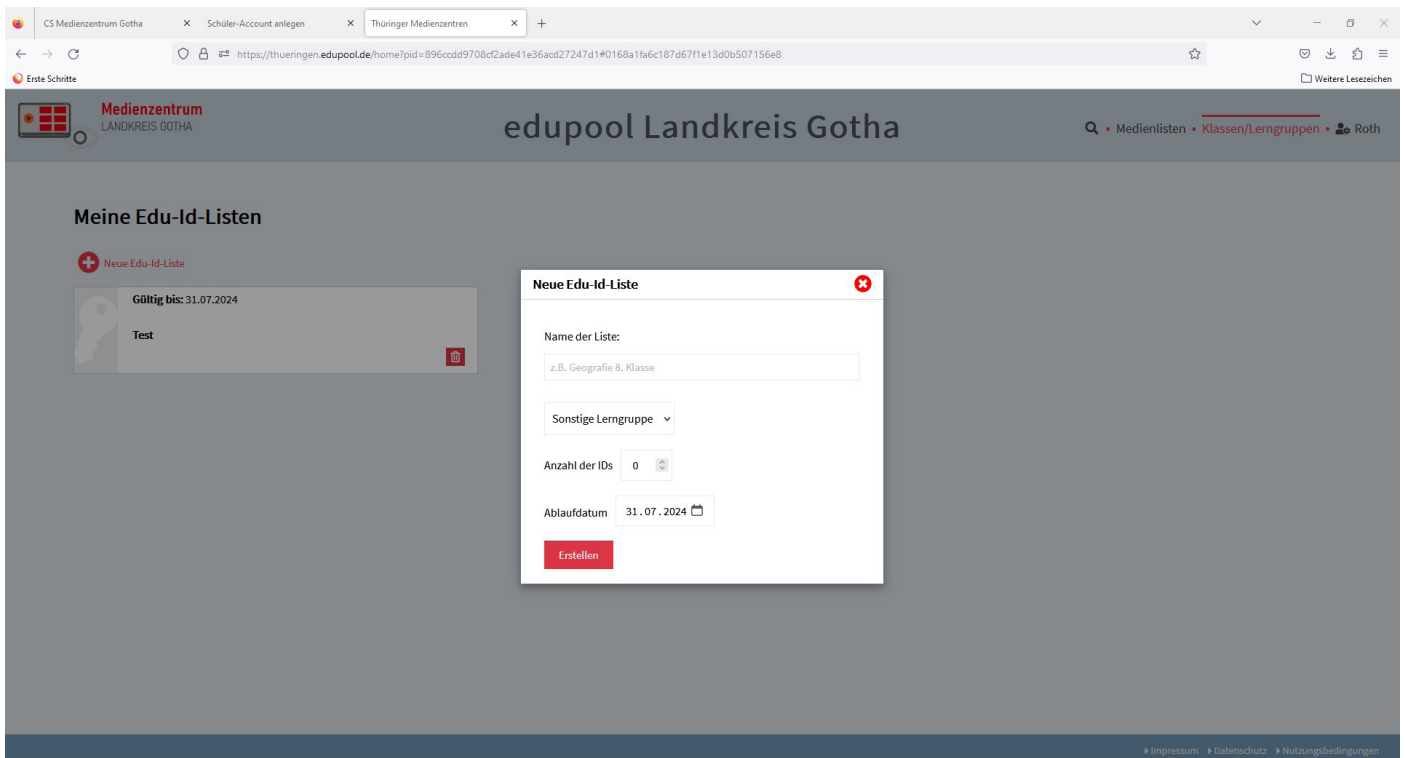 CS Medienzentrum Gotha
Schüler-Account anlegen
Thüringer Medienzentren
https://thueringen.edupool.de/home?pid=896ccdd9708cf2ade41e36acd27247d1#0168a1fa6c187d67f1e13d0b507156e8
Erste Schritte
Weitere Lesezeichen
Medienzentrum
LANDKREIS GOTHA
edupool Landkreis Gotha
• Medienlisten • Klassen/Lerngruppen • Roth
Meine Edu-Id-Listen
Neue Edu-Id-Liste
Gültig bis: 31.07.2024
Test
Neue Edu-Id-Liste
Name der Liste:
z.B. Geografie 8. Klasse
Sonstige Lerngruppe
Anzahl der IDs 0
Ablaufdatum 31.07.2024
Erstellen
Impressum Datenschutz Nutzungsbedingungen